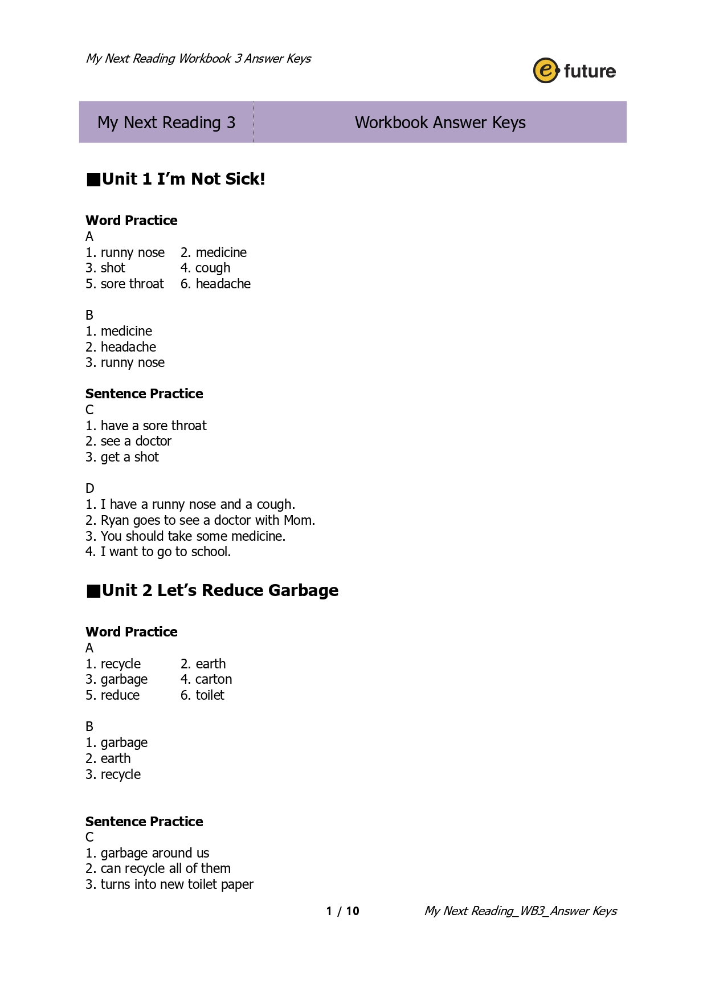 My Next Reading Workbook 3 Answer Keys
e future
My Next Reading 3 Workbook Answer Keys
■Unit 1 I’m Not Sick!
Word Practice
A
1. runny nose 2. medicine
3. shot 4. cough
5. sore throat 6. headache
B
1. medicine
2. headache
3. runny nose
Sentence Practice
C
1. have a sore throat
2. see a doctor
3. get a shot
D
1. I have a runny nose and a cough.
2. Ryan goes to see a doctor with Mom.
3. You should take some medicine.
4. I want to go to school.
■Unit 2 Let’s Reduce Garbage
Word Practice
A
1. recycle 2. earth
3. garbage 4. carton
5. reduce 6. toilet
B
1. garbage
2. earth
3. recycle
Sentence Practice
C
1. garbage around us
2. can recycle all of them
3. turns into new toilet paper
1 / 10 My Next Reading_WB3_Answer Keys